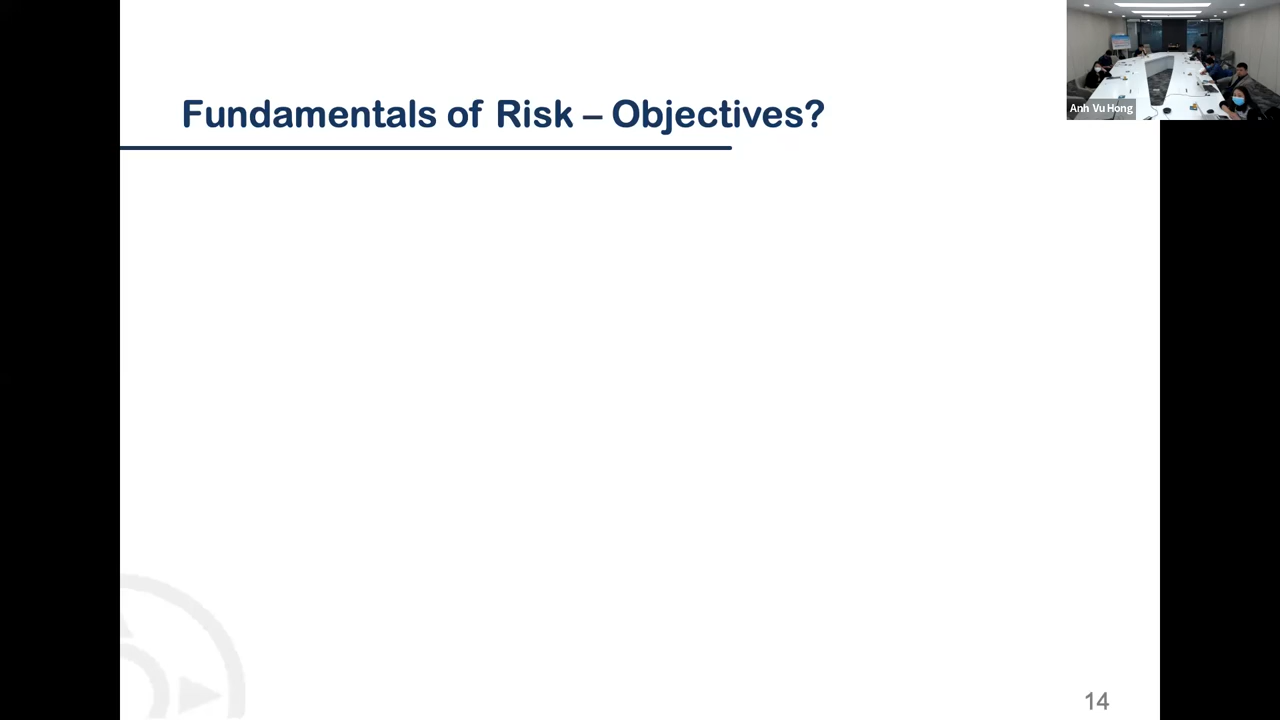 Fundamentals of Risk – Objectives?
Anh Vu Hong
14